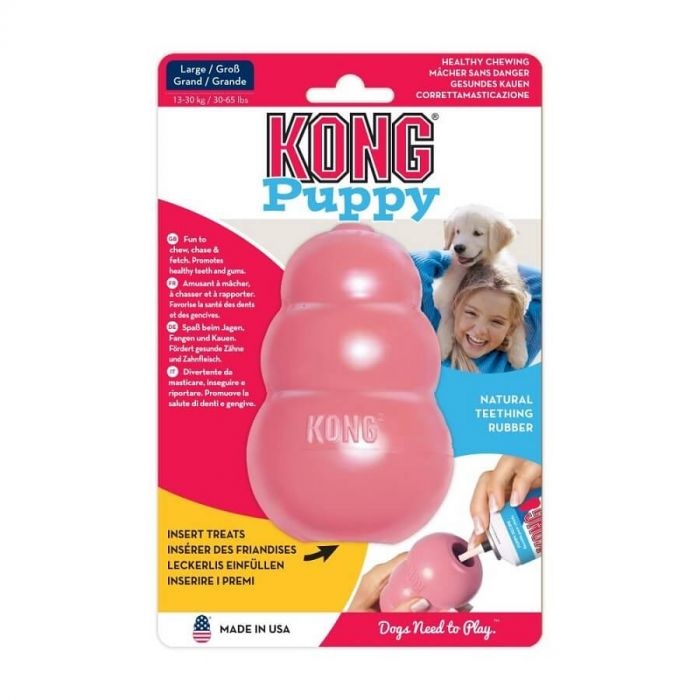 Large / Groß
Grand / Grande
13-30 kg / 30-65 lbs
HEALTHY CHEWING
MÂCHER SANS DANGER
GESUNDES KAUEN
CORRETTAMASTICAZIONE
KONG
Puppy
GB Fun to
chew, chase &
fetch. Promotes
healthy teeth and gums.
FR Amusant à mâcher,
à chasser et à rapporter.
Favorise la santé des dents
et des gencives.
DE Spaß beim Jagen,
Fangen und Kauen.
Fördert gesunde Zähne
und Zahnfleisch.
IT Divertente da
masticare, inseguire e
riportare. Promuove la
salute di denti e gengive.
NATURAL
TEETHING
RUBBER
KONG
INSERT TREATS
INSÉRER DES FRIANDISES
LECKERLIS EINFÜLLEN
INSERIRE I PREMI
MADE IN USA
Dogs Need to Play.™